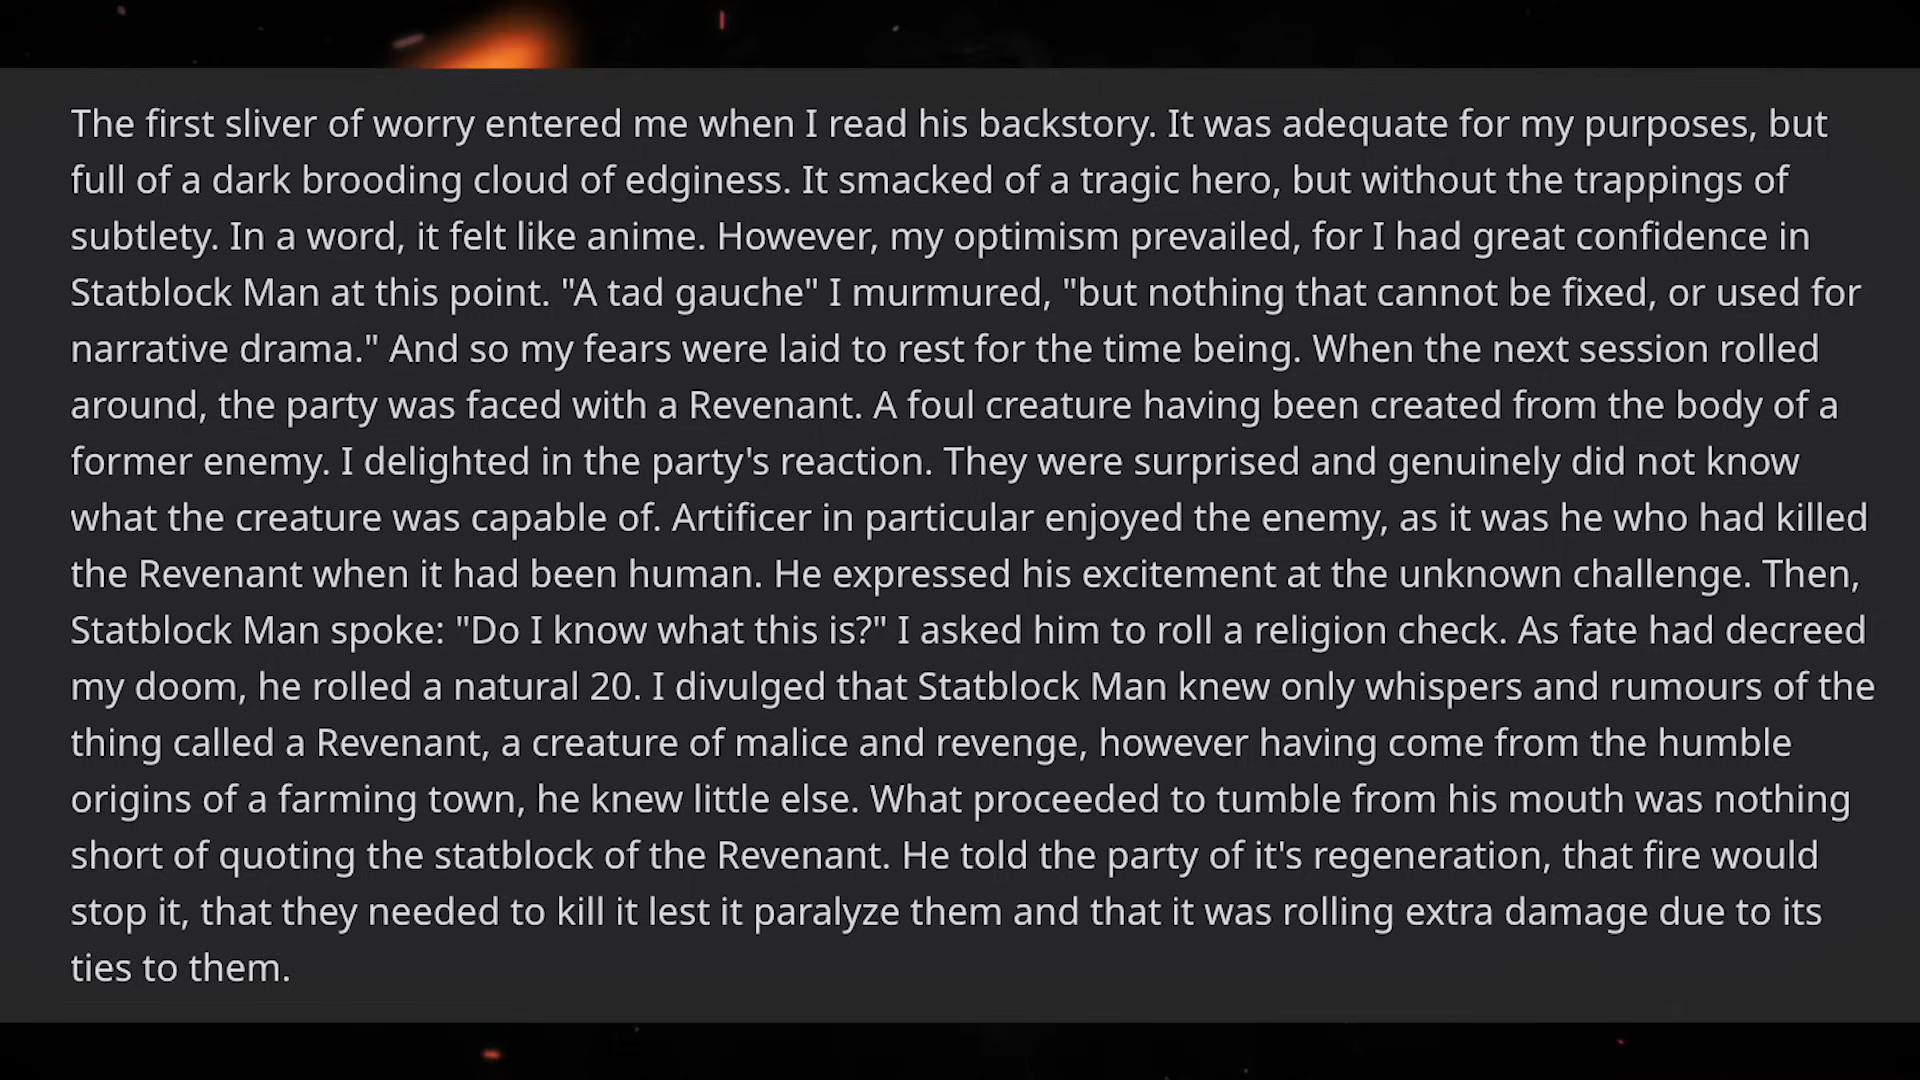 The first sliver of worry entered me when I read his backstory. It was adequate for my purposes, but
full of a dark brooding cloud of edginess. It smacked of a tragic hero, but without the trappings of
subtlety. In a word, it felt like anime. However, my optimism prevailed, for I had great confidence in
Statblock Man at this point. "A tad gauche" I murmured, "but nothing that cannot be fixed, or used for
narrative drama." And so my fears were laid to rest for the time being. When the next session rolled
around, the party was faced with a Revenant. A foul creature having been created from the body of a
former enemy. I delighted in the party's reaction. They were surprised and genuinely did not know
what the creature was capable of. Artificer in particular enjoyed the enemy, as it was he who had killed
the Revenant when it had been human. He expressed his excitement at the unknown challenge. Then,
Statblock Man spoke: "Do I know what this is?" I asked him to roll a religion check. As fate had decreed
my doom, he rolled a natural 20. I divulged that Statblock Man knew only whispers and rumours of the
thing called a Revenant, a creature of malice and revenge, however having come from the humble
origins of a farming town, he knew little else. What proceeded to tumble from his mouth was nothing
short of quoting the statblock of the Revenant. He told the party of it's regeneration, that fire would
stop it, that they needed to kill it lest it paralyze them and that it was rolling extra damage due to its
ties to them.